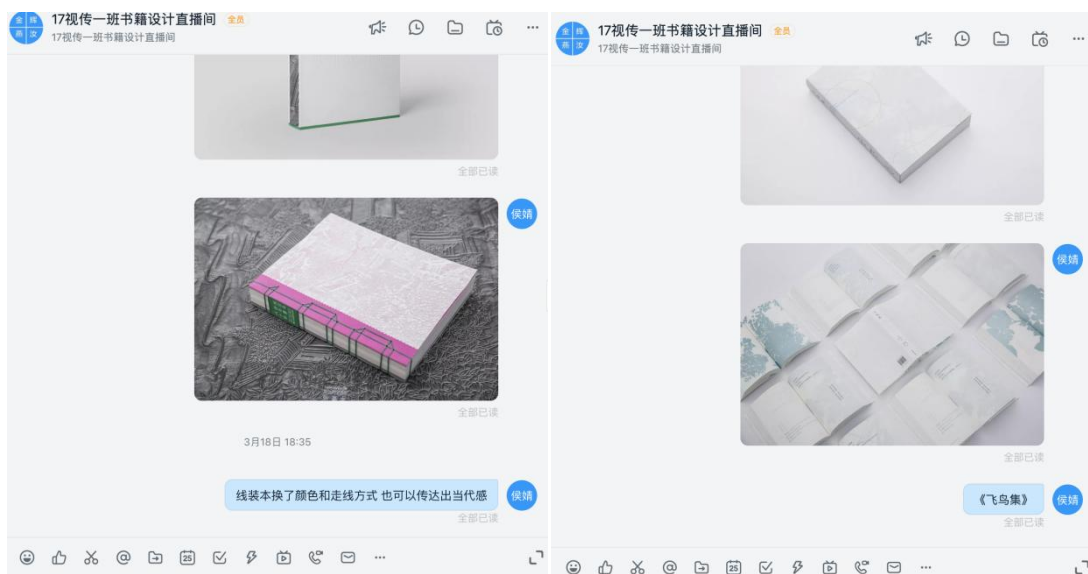 17视传一班书籍设计直播间 全员
17视传一班书籍设计直播间
全部已读
侯婧
全部已读
3月18日 18:35
线装本换了颜色和走线方式 也可以传达出当代感
侯婧
全部已读
25
17视传一班书籍设计直播间 全员
17视传一班书籍设计直播间
全部已读
侯婧
全部已读
《飞鸟集》
侯婧
全部已读
25